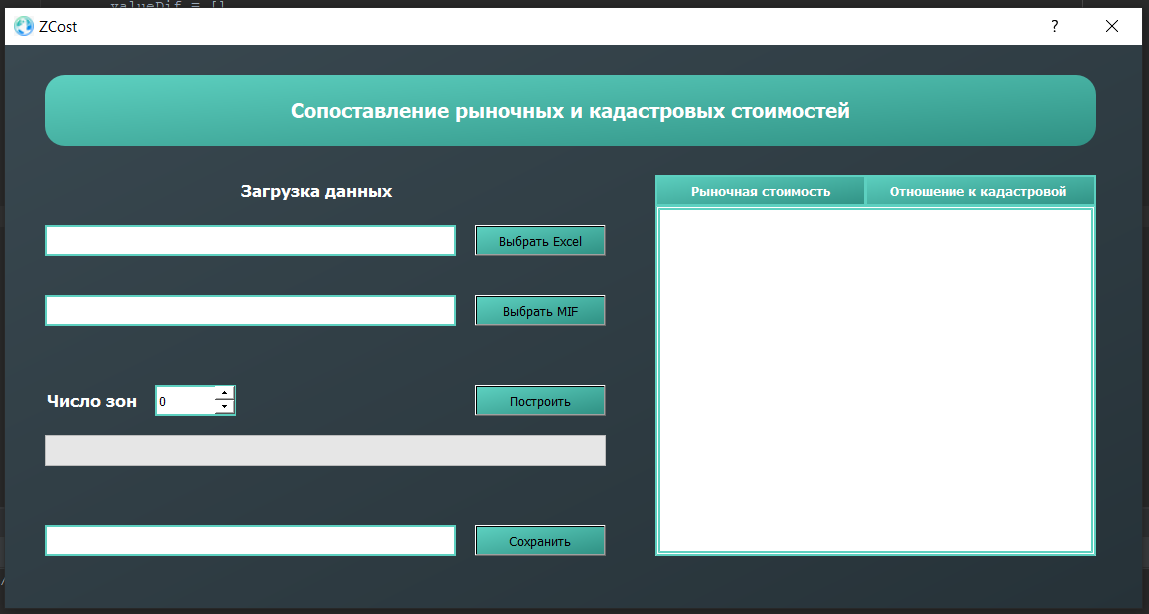 valueDif = []
ZCost
?
Сопоставление рыночных и кадастровых стоимостей
Загрузка данных
Выбрать Excel
Выбрать MIF
Число зон
0
Построить
Сохранить
Рыночная стоимость
Отношение к кадастровой